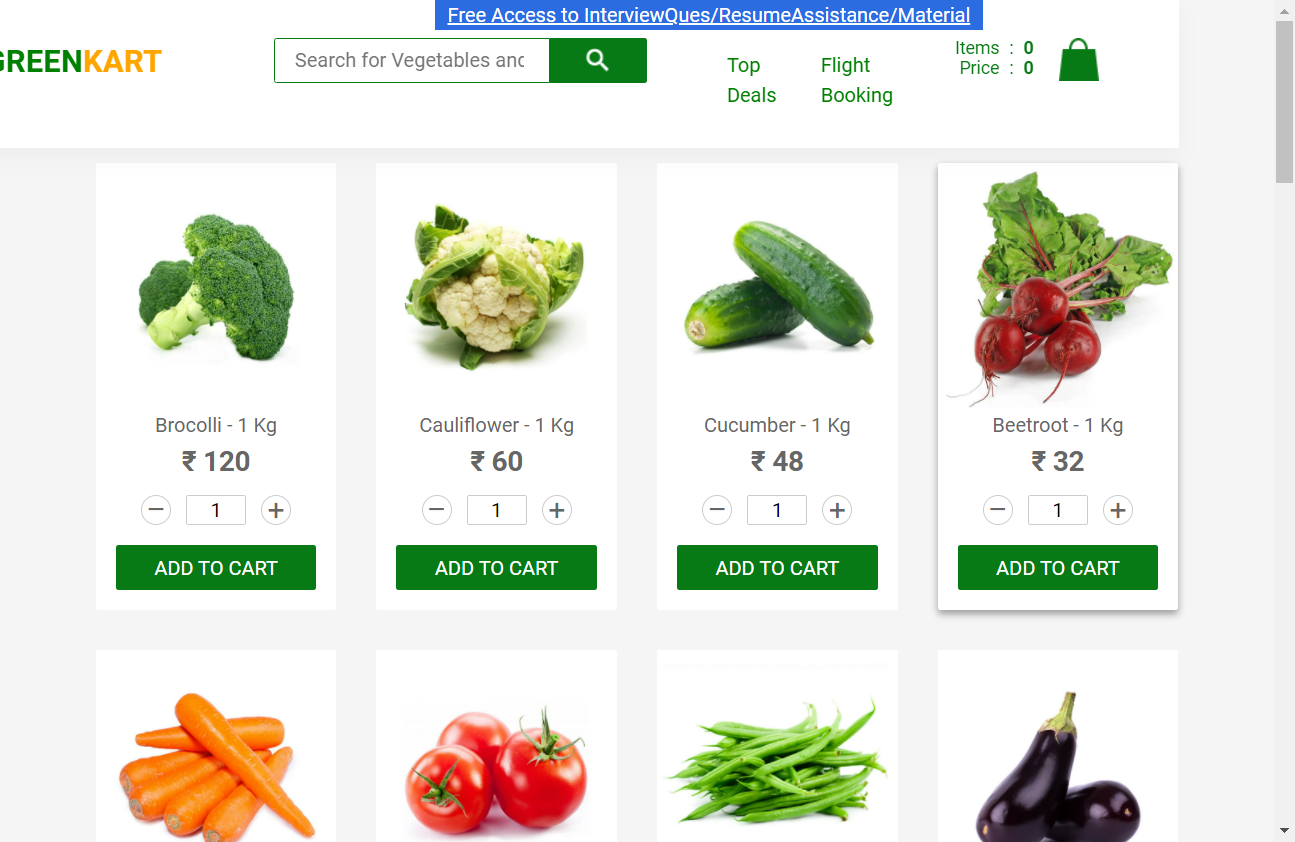 Free Access to InterviewQues/ResumeAssistance/Material
GREENKART
Search for Vegetables and
Top Deals
Flight Booking
Items : 0
Price : 0
Brocolli - 1 Kg
₹ 120
1
ADD TO CART
Cauliflower - 1 Kg
₹ 60
1
ADD TO CART
Cucumber - 1 Kg
₹ 48
1
ADD TO CART
Beetroot - 1 Kg
₹ 32
1
ADD TO CART